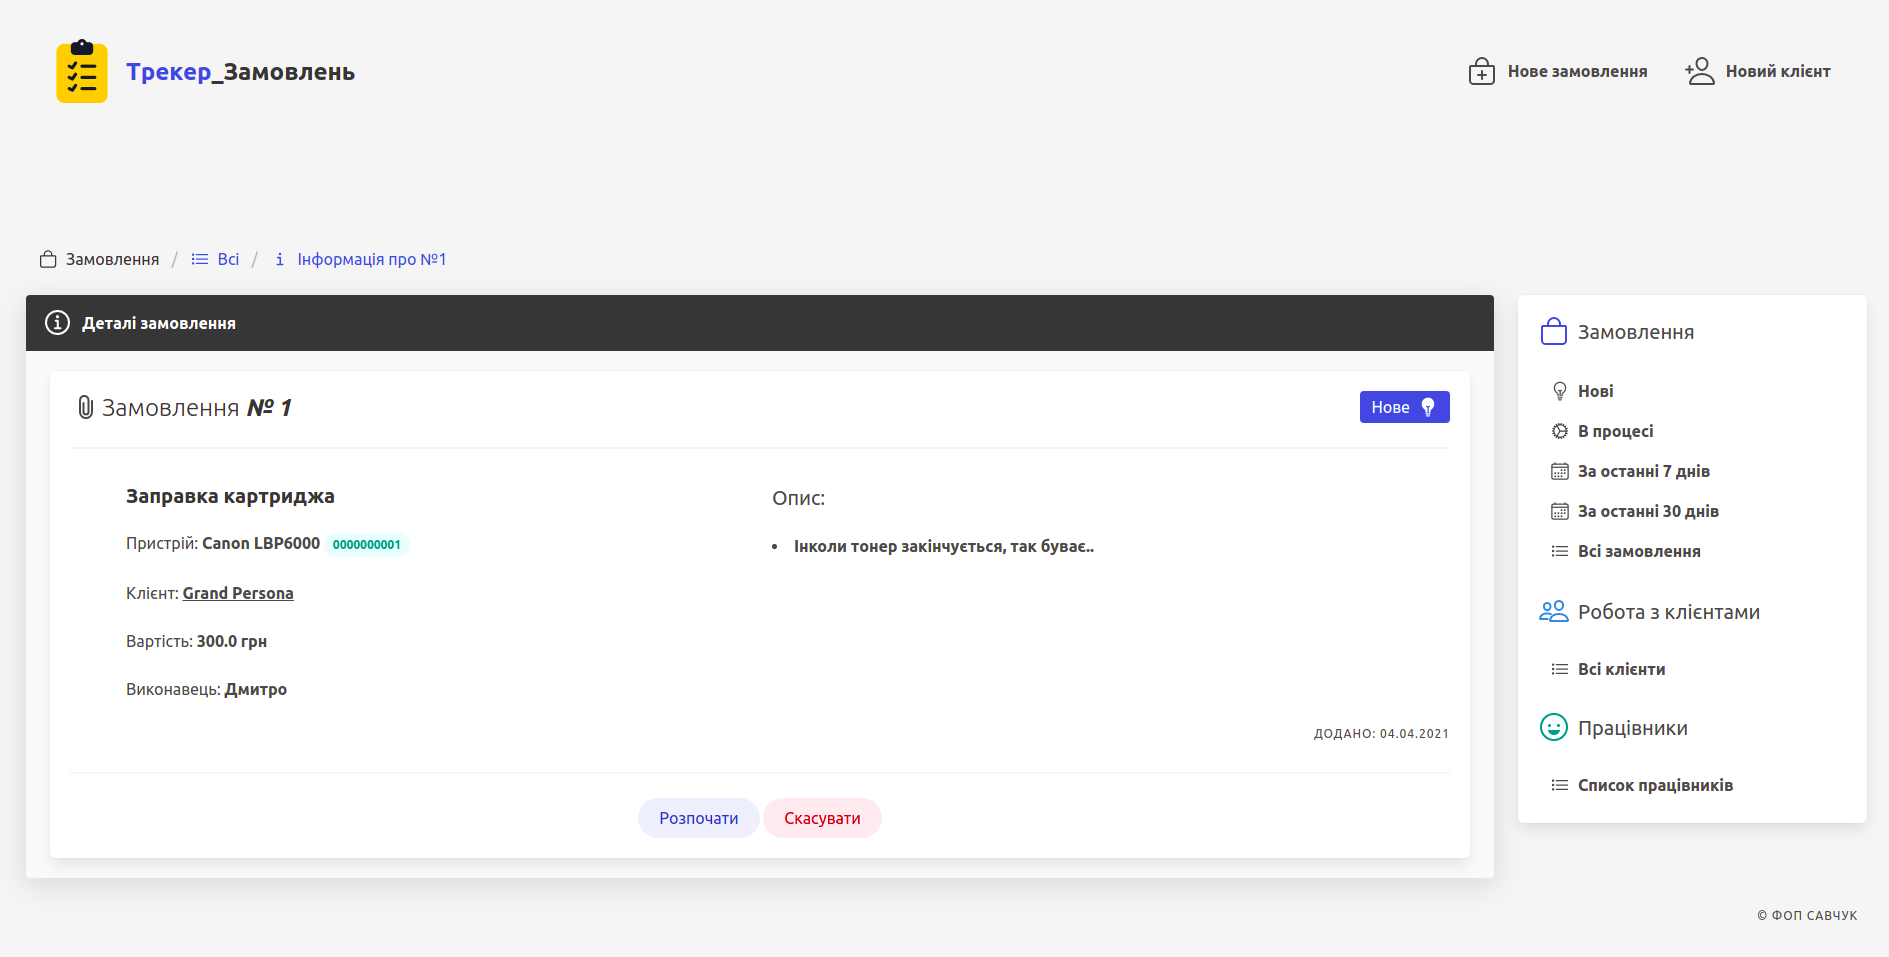 Трекер_Замовлень
Нове замовлення
Новий клієнт
Замовлення / Всі / Інформація про №1
Деталі замовлення
Замовлення № 1
Нове
Заправка картриджа
Пристрій: Canon LBP6000 0000000001
Клієнт: Grand Persona
Вартість: 300.0 грн
Виконавець: Дмитро
Опис:
• Інколи тонер закінчується, так буває..
ДОДАНО: 04.04.2021
Розпочати
Скасувати
Замовлення
Нові
В процесі
За останні 7 днів
За останні 30 днів
Всі замовлення
Робота з клієнтами
Всі клієнти
Працівники
Список працівників
© ФОП САВЧУК